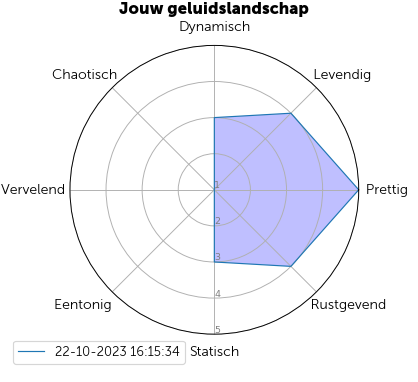 Jouw geluidslandschap
Dynamisch
Chaotisch
Levendig
Vervelend
Prettig
1
2
3
4
5
Eentonig
Rustgevend
Statisch
22-10-2023 16:15:34